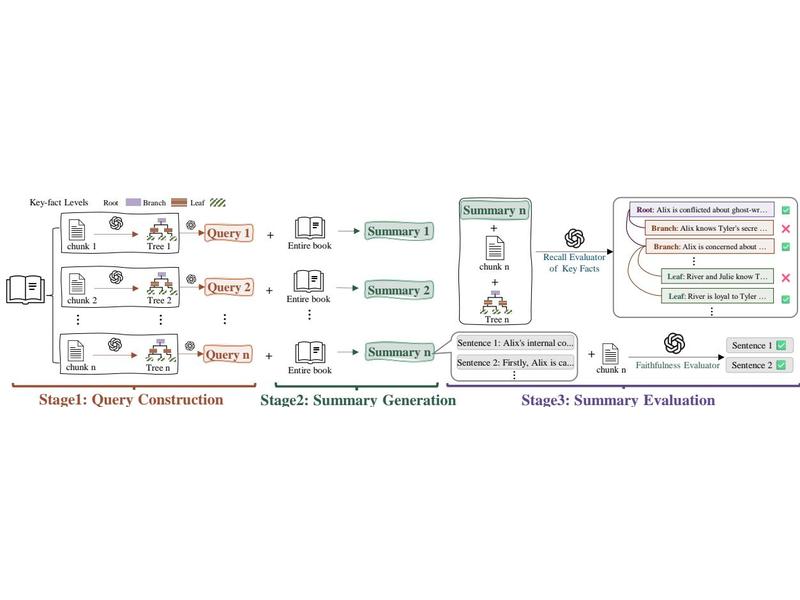 Key-fact Levels Root Branch Leaf
chunk 1
Tree 1
Query 1
+
Entire book
Summary 1
chunk 2
Tree 2
Query 2
+
Entire book
Summary 2
chunk n
Tree n
Query n
+
Entire book
Summary n
Summary n
+
chunk n
+
Tree n
Recall Evaluator
of Key Facts
Root: Alix is conflicted about ghost-wr...
Branch: Alix knows Tyler's secre ...
Branch: Alix is concerned about ...
Leaf: River and Julie know T...
Leaf: River is loyal to Tyler ...
Sentence 1: Alix's internal co...
Sentence 2: Firstly, Alix is ca...
+
chunk n
Faithfulness Evaluator
Sentence 1
Sentence 2
Stage1: Query Construction
Stage2: Summary Generation
Stage3: Summary Evaluation